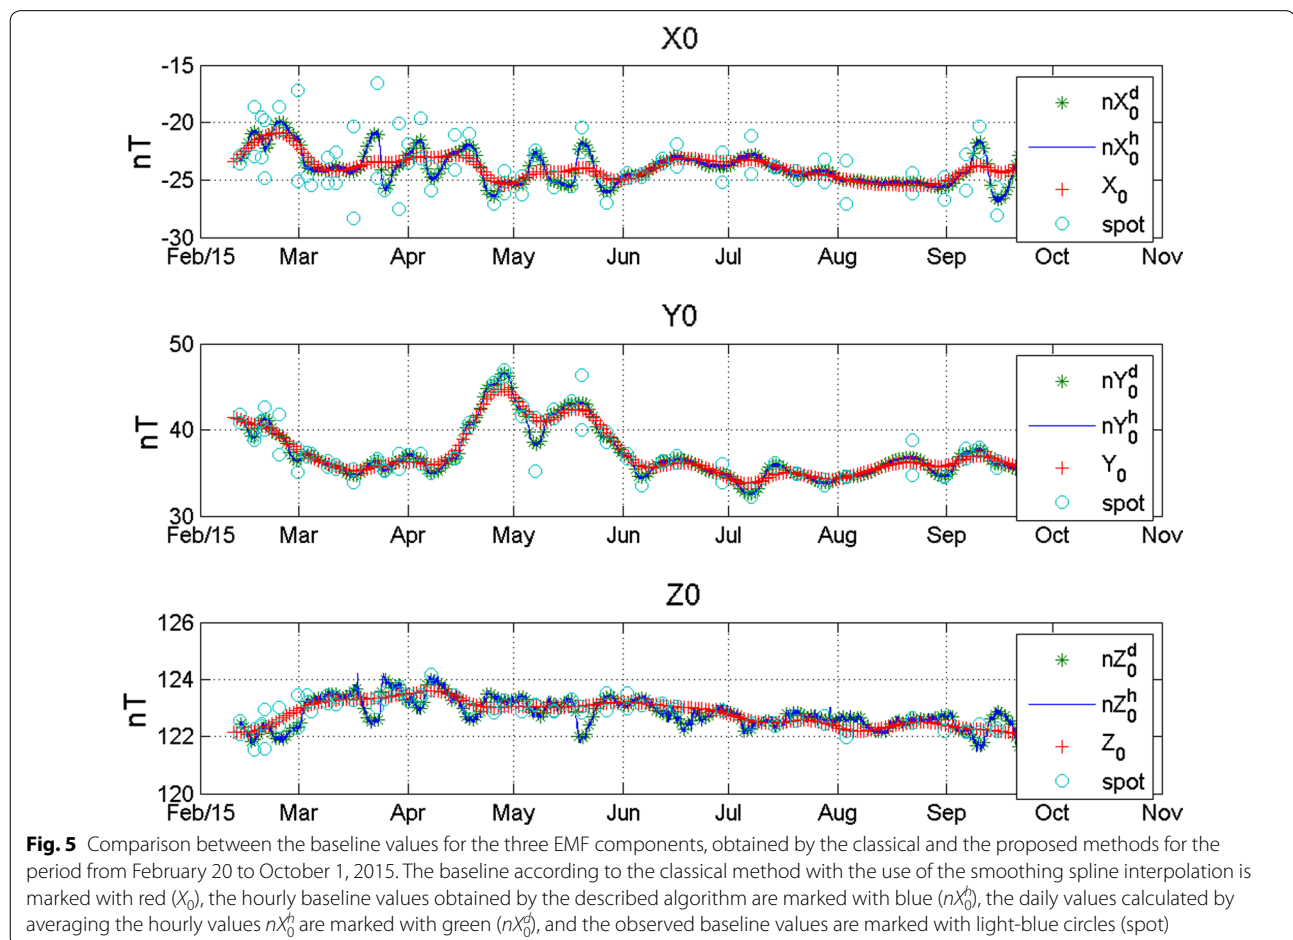 X0
-15
-20
-25
-30
nT
Feb/15 Mar Apr May Jun Jul Aug Sep Oct Nov
nX₀ᵈ
nX₀ʰ
X₀
spot
Y0
50
40
30
nT
Feb/15 Mar Apr May Jun Jul Aug Sep Oct Nov
nY₀ᵈ
nY₀ʰ
Y₀
spot
Z0
126
124
122
120
nT
Feb/15 Mar Apr May Jun Jul Aug Sep Oct Nov
nZ₀ᵈ
nZ₀ʰ
Z₀
spot
Fig. 5 Comparison between the baseline values for the three EMF components, obtained by the classical and the proposed methods for the
period from February 20 to October 1, 2015. The baseline according to the classical method with the use of the smoothing spline interpolation is
marked with red (X₀), the hourly baseline values obtained by the described algorithm are marked with blue (nX₀ʰ), the daily values calculated by
averaging the hourly values nX₀ʰ are marked with green (nX₀ᵈ), and the observed baseline values are marked with light-blue circles (spot)